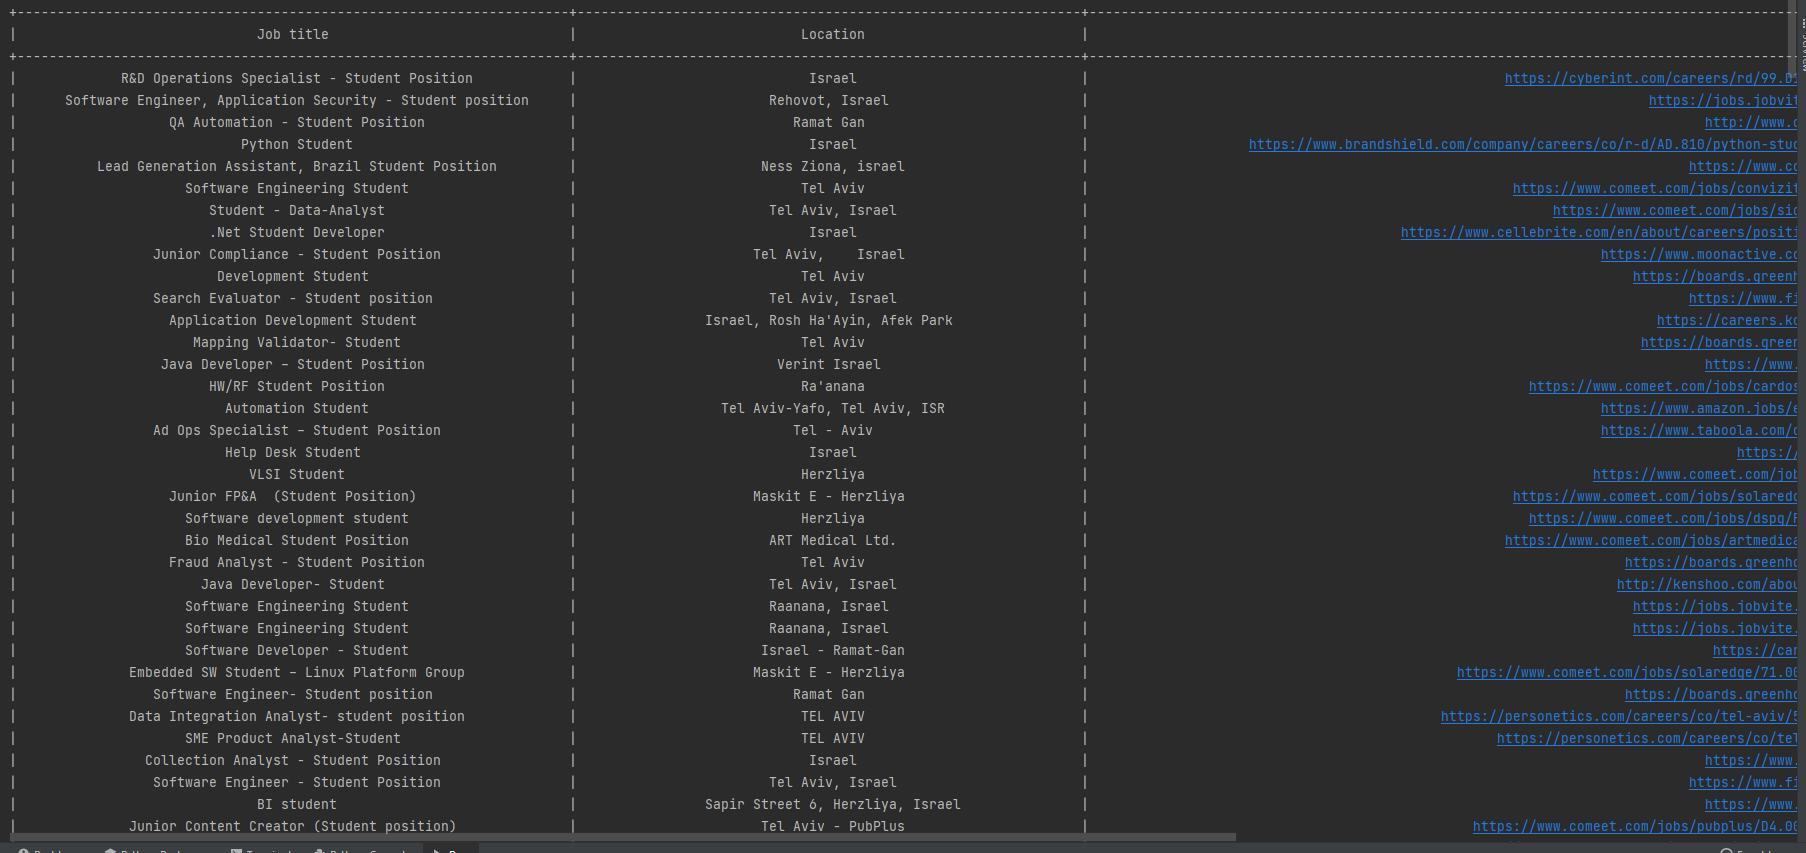 Job title | Location |
R&D Operations Specialist - Student Position | Israel | https://cyberint.com/careers/rd/99.
Software Engineer, Application Security - Student position | Rehovot, Israel | https://jobs.jobvit
QA Automation - Student Position | Ramat Gan | http://www.
Python Student | Israel | https://www.brandshield.com/company/careers/co/r-d/AD.810/python-stud
Lead Generation Assistant, Brazil Student Position | Ness Ziona, israel | https://www.co
Software Engineering Student | Tel Aviv | https://www.comeet.com/jobs/convizit
Student - Data-Analyst | Tel Aviv, Israel | https://www.comeet.com/jobs/sid
.Net Student Developer | Israel | https://www.cellebrite.com/en/about/careers/positi
Junior Compliance - Student Position | Tel Aviv,    Israel | https://www.moonactive.co
Development Student | Tel Aviv | https://boards.greenh
Search Evaluator - Student position | Tel Aviv, Israel | https://www.fi
Application Development Student | Israel, Rosh Ha'Ayin, Afek Park | https://careers.ko
Mapping Validator- Student | Tel Aviv | https://boards.green
Java Developer – Student Position | Verint Israel | https://www.
HW/RF Student Position | Ra'anana | https://www.comeet.com/jobs/cardos
Automation Student | Tel Aviv-Yafo, Tel Aviv, ISR | https://www.amazon.jobs/e
Ad Ops Specialist – Student Position | Tel - Aviv | https://www.taboola.com/
Help Desk Student | Israel | https://
VLSI Student | Herzliya | https://www.comeet.com/job
Junior FP&A  (Student Position) | Maskit E - Herzliya | https://www.comeet.com/jobs/solaredg
Software development student | Herzliya | https://www.comeet.com/jobs/dspg/
Bio Medical Student Position | ART Medical Ltd. | https://www.comeet.com/jobs/artmedica
Fraud Analyst - Student Position | Tel Aviv | https://boards.greenho
Java Developer- Student | Tel Aviv, Israel | http://kenshoo.com/abou
Software Engineering Student | Raanana, Israel | https://jobs.jobvite.
Software Engineering Student | Raanana, Israel | https://jobs.jobvite.
Software Developer - Student | Israel - Ramat-Gan | https://car
Embedded SW Student – Linux Platform Group | Maskit E - Herzliya | https://www.comeet.com/jobs/solaredge/71.00
Software Engineer- Student position | Ramat Gan | https://boards.greenho
Data Integration Analyst- student position | TEL AVIV | https://personetics.com/careers/co/tel-aviv/5
SME Product Analyst-Student | TEL AVIV | https://personetics.com/careers/co/tel
Collection Analyst - Student Position | Israel | https://www.
Software Engineer - Student Position | Tel Aviv, Israel | https://www.fi
BI student | Sapir Street 6, Herzliya, Israel | https://www.
Junior Content Creator (Student position) | Tel Aviv - PubPlus | https://www.comeet.com/jobs/pubplus/D4.00